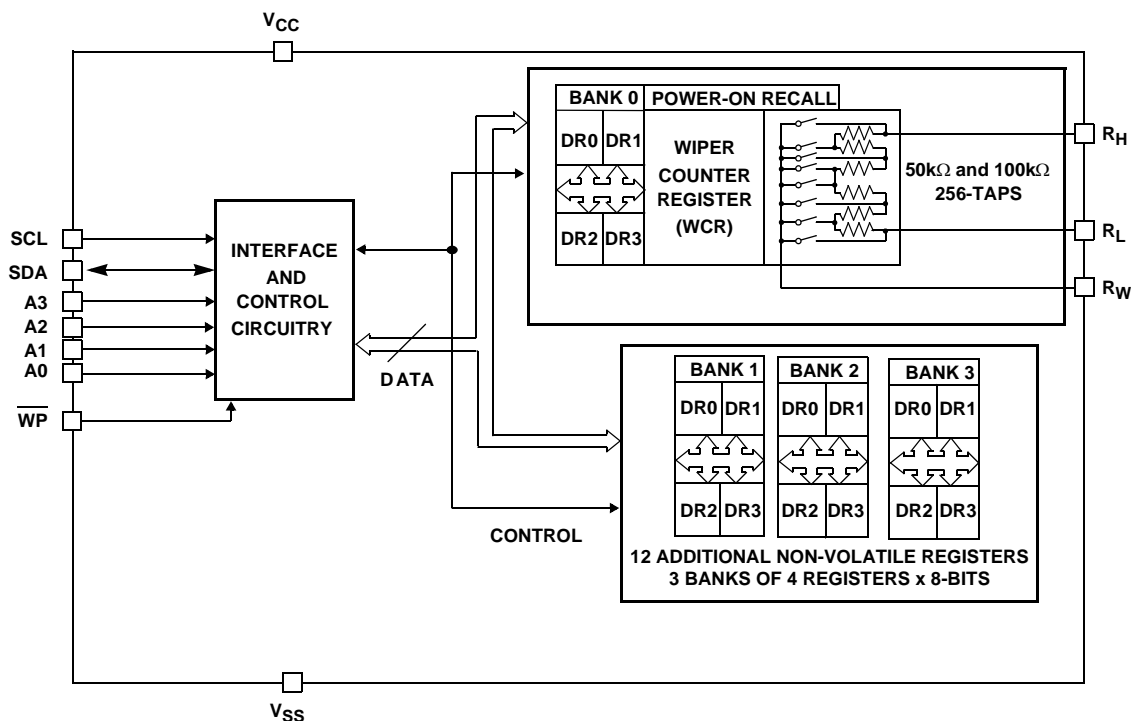 VCC
BANK 0 POWER-ON RECALL
DR0 DR1
DR2 DR3
WIPER
COUNTER
REGISTER
(WCR)
50kΩ and 100kΩ
256-TAPS
RH
RL
RW
SCL
SDA
A3
A2
A1
A0
WP
INTERFACE
AND
CONTROL
CIRCUITRY
DATA
CONTROL
BANK 1 BANK 2 BANK 3
DR0 DR1 DR0 DR1 DR0 DR1
DR2 DR3 DR2 DR3 DR2 DR3
12 ADDITIONAL NON-VOLATILE REGISTERS
3 BANKS OF 4 REGISTERS x 8-BITS
VSS